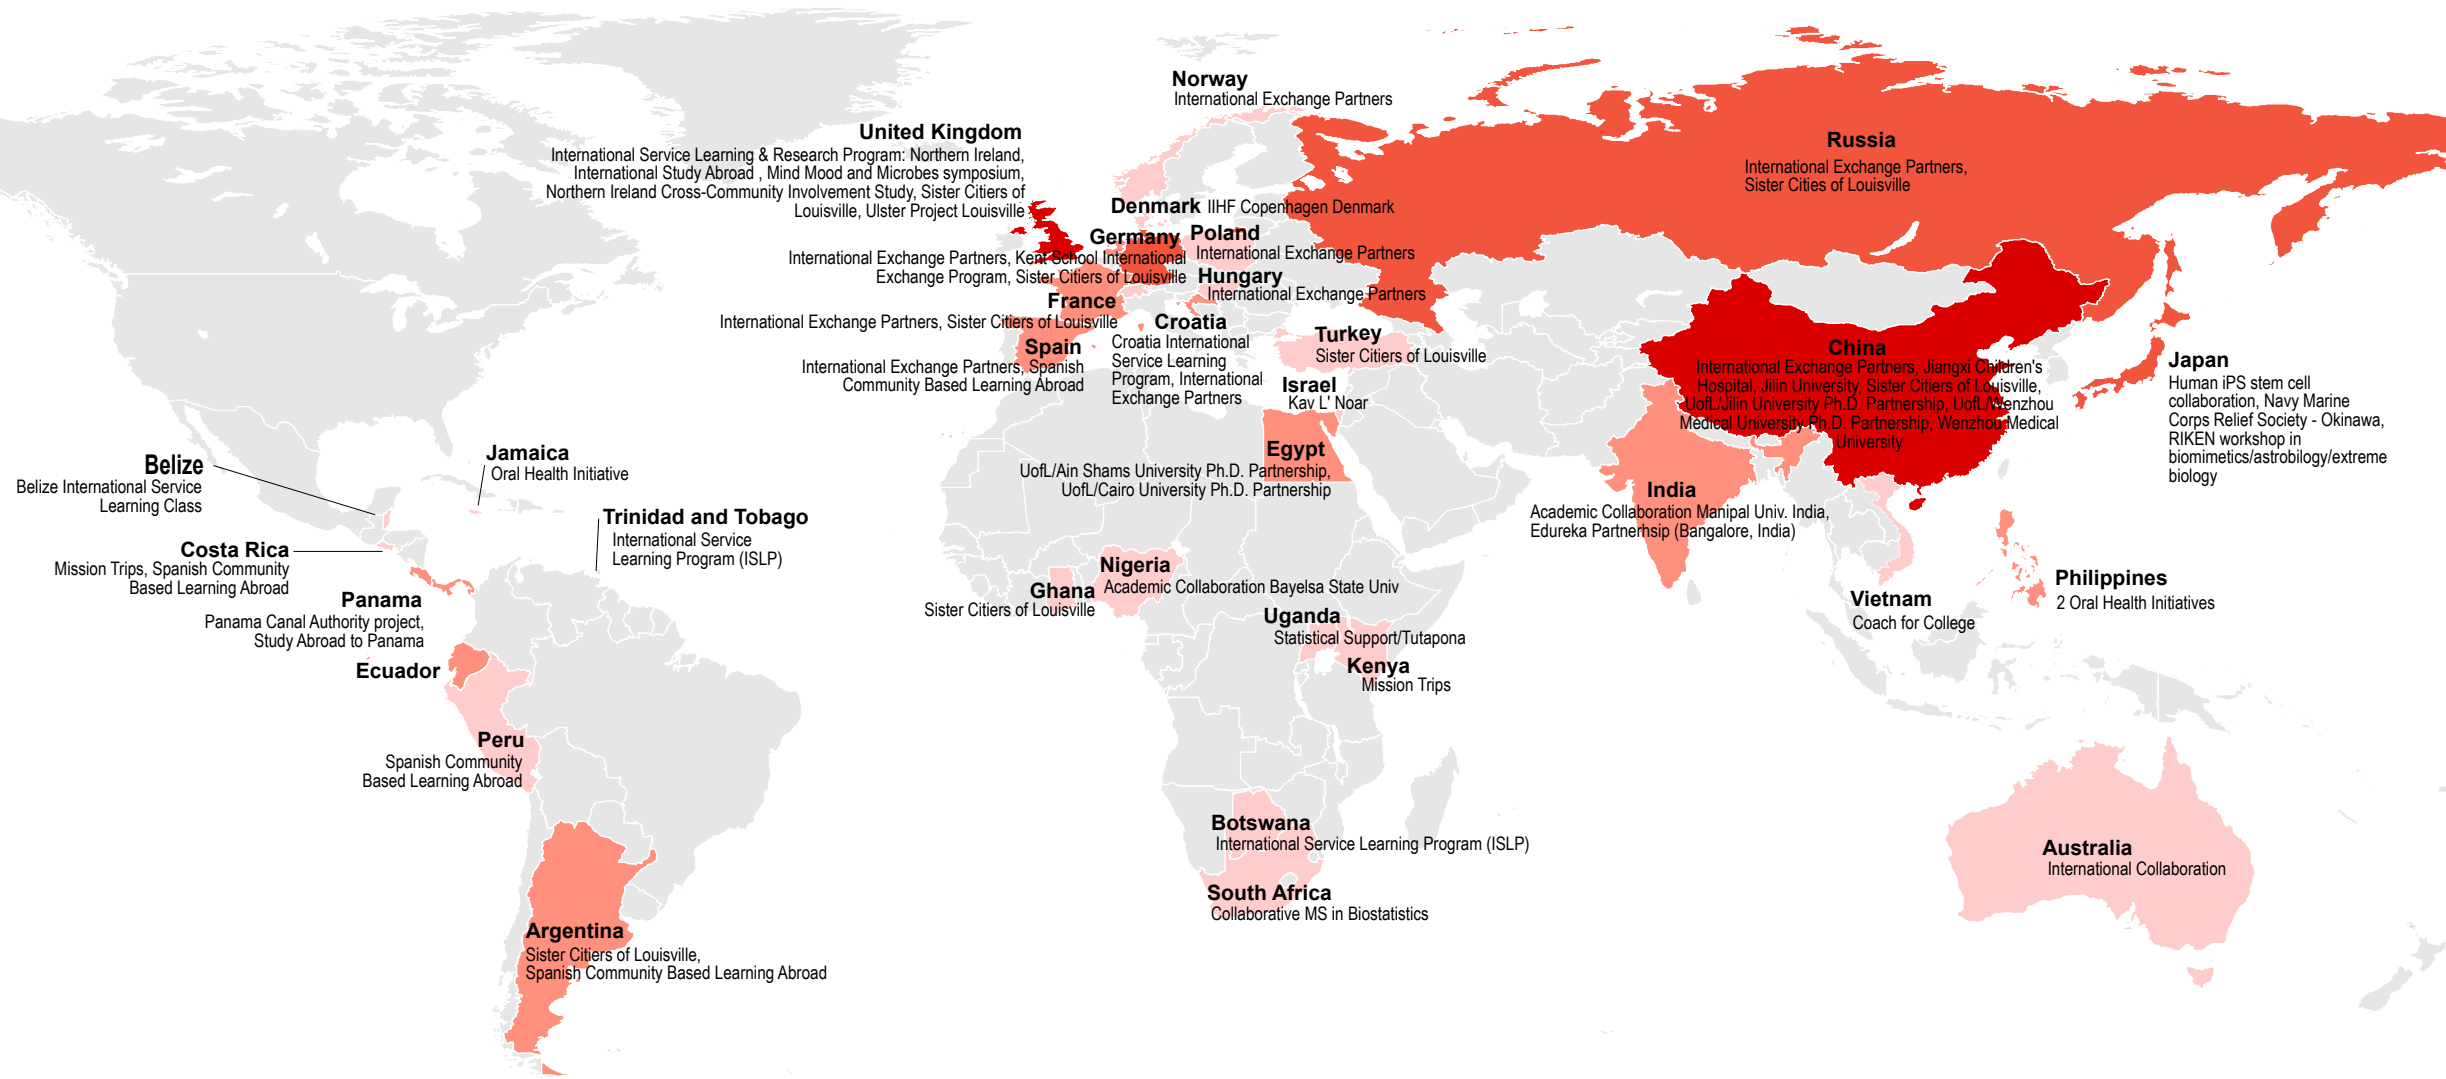 Norway
International Exchange Partners
United Kingdom
International Service Learning & Research Program: Northern Ireland,
International Study Abroad , Mind Mood and Microbes symposium,
Northern Ireland Cross-Community Involvement Study, Sister Citiers of
Louisville, Ulster Project Louisville
Russia
International Exchange Partners,
Sister Cities of Louisville
Denmark IIHF Copenhagen Denmark
Germany
International Exchange Partners, Kent School International
Exchange Program, Sister Citiers of Louisville
Poland
International Exchange Partners
Hungary
International Exchange Partners
France
International Exchange Partners, Sister Citiers of Louisville
Spain
International Exchange Partners, Spanish
Community Based Learning Abroad
Croatia
Croatia International
Service Learning
Program, International
Exchange Partners
Turkey
Sister Citiers of Louisville
Israel
Kav L' Noar
China
International Exchange Partners, Jiangxi Children's
Hospital, Jilin University, Sister Citiers of Louisville,
UofL/Jilin University Ph.D. Partnership, UofL/Wenzhou
Medical University Ph.D. Partnership, Wenzhou Medical
University
Japan
Human iPS stem cell
collaboration, Navy Marine
Corps Relief Society - Okinawa,
RIKEN workshop in
biomimetics/astrobilogy/extreme
biology
Egypt
UofL/Ain Shams University Ph.D. Partnership,
UofL/Cairo University Ph.D. Partnership
India
Academic Collaboration Manipal Univ. India,
Edureka Partnerhsip (Bangalore, India)
Belize
Belize International Service
Learning Class
Jamaica
Oral Health Initiative
Trinidad and Tobago
International Service
Learning Program (ISLP)
Costa Rica
Mission Trips, Spanish Community
Based Learning Abroad
Panama
Panama Canal Authority project,
Study Abroad to Panama
Ecuador
Peru
Spanish Community
Based Learning Abroad
Argentina
Sister Citiers of Louisville,
Spanish Community Based Learning Abroad
Nigeria
Academic Collaboration Bayelsa State Univ
Ghana
Sister Citiers of Louisville
Uganda
Statistical Support/Tutapona
Kenya
Mission Trips
Botswana
International Service Learning Program (ISLP)
South Africa
Collaborative MS in Biostatistics
Vietnam
Coach for College
Philippines
2 Oral Health Initiatives
Australia
International Collaboration